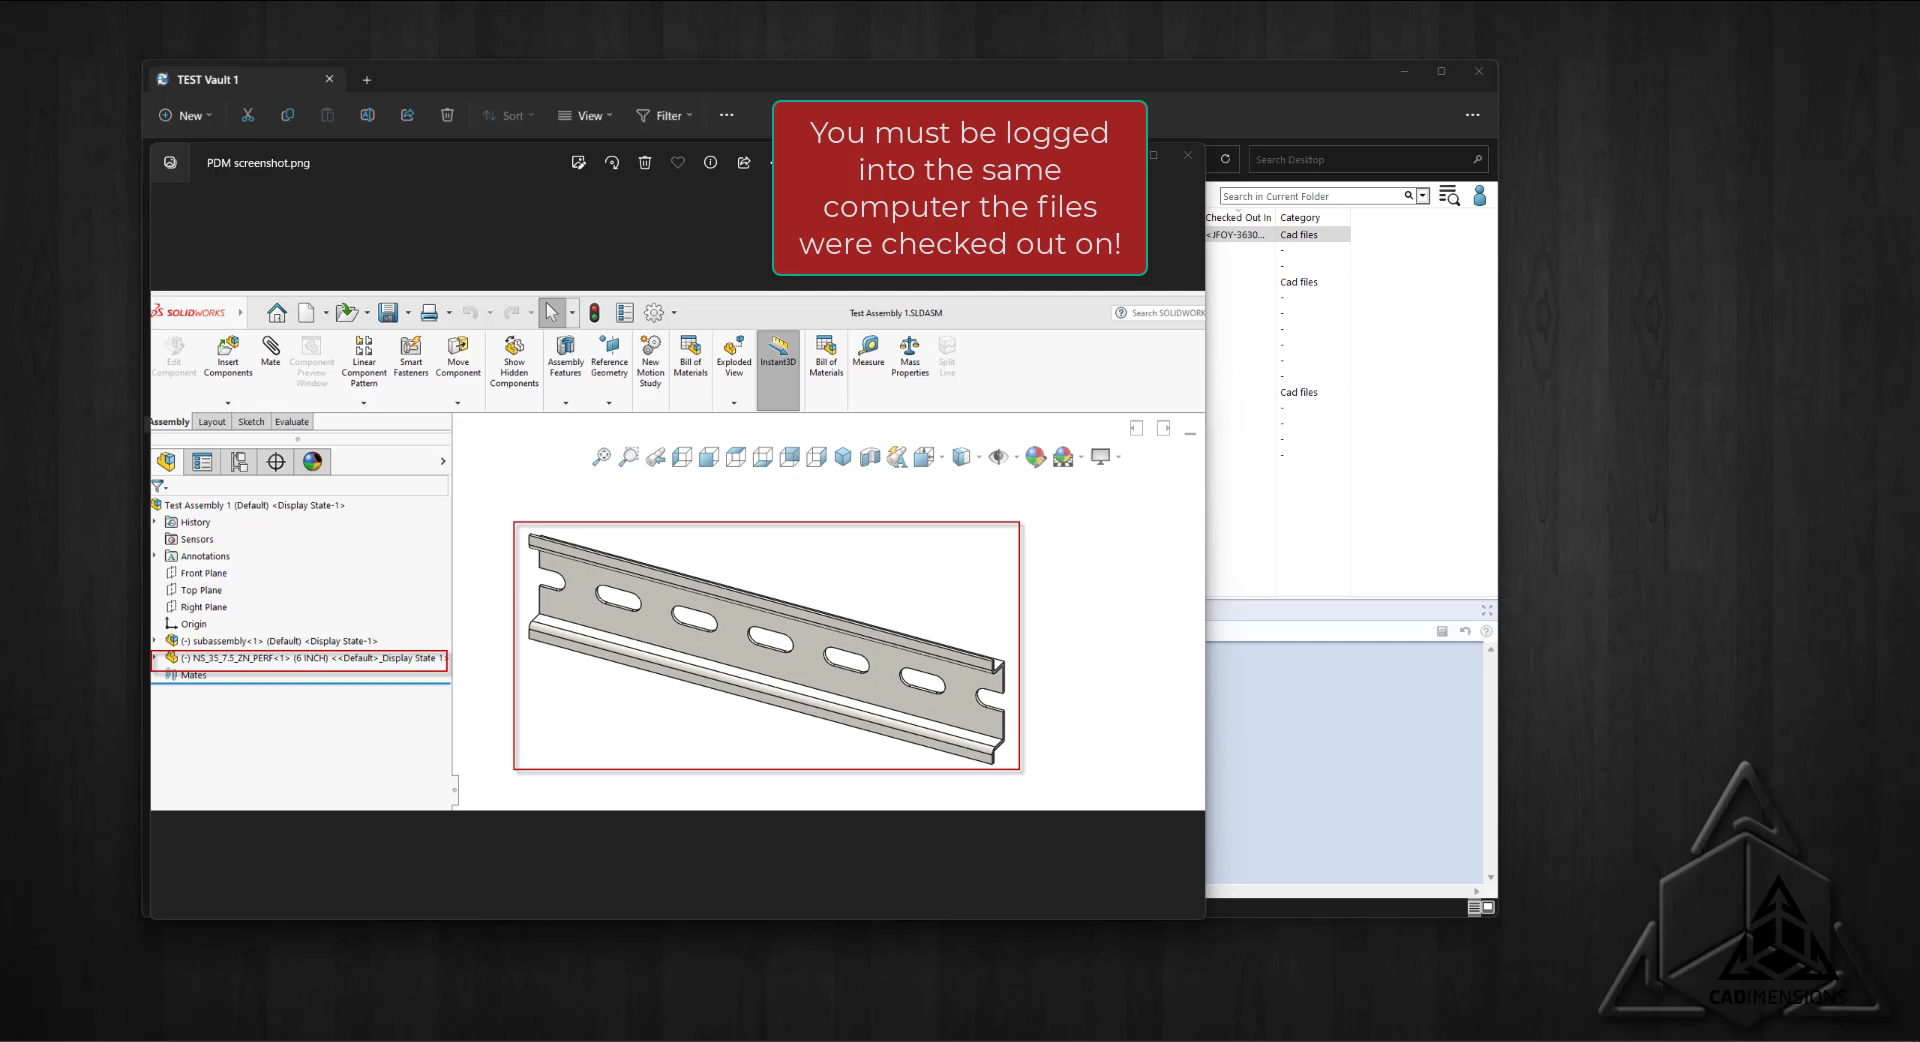 TEST Vault 1
New
Sort
View
Filter
You must be logged
into the same
computer the files
were checked out on!
PDM screenshot.png
Search Desktop
Search in Current Folder
Checked Out In
Category
<JFOY-3630...
Cad files
-
-
Cad files
-
-
-
-
-
-
Cad files
-
-
-
-
SOLIDWORKS
Test Assembly 1.SLDASM
Search SOLIDWORK
Edit
Component
Insert
Components
Mate
Component
Preview
Window
Linear
Component
Pattern
Smart
Fasteners
Move
Component
Show
Hidden
Components
Assembly
Features
Reference
Geometry
New
Motion
Study
Bill of
Materials
Exploded
View
Instant3D
Bill of
Materials
Measure
Mass
Properties
Split
Line
Assembly
Layout
Sketch
Evaluate
Test Assembly 1 (Default) <Display State-1>
History
Sensors
Annotations
Front Plane
Top Plane
Right Plane
Origin
(-) subassembly<1> (Default) <Display State-1>
(-) NS_35_7.5_ZN_PERF<1> (6 INCH) <<Default>_Display State 1>
Mates
CADIMENSIONS